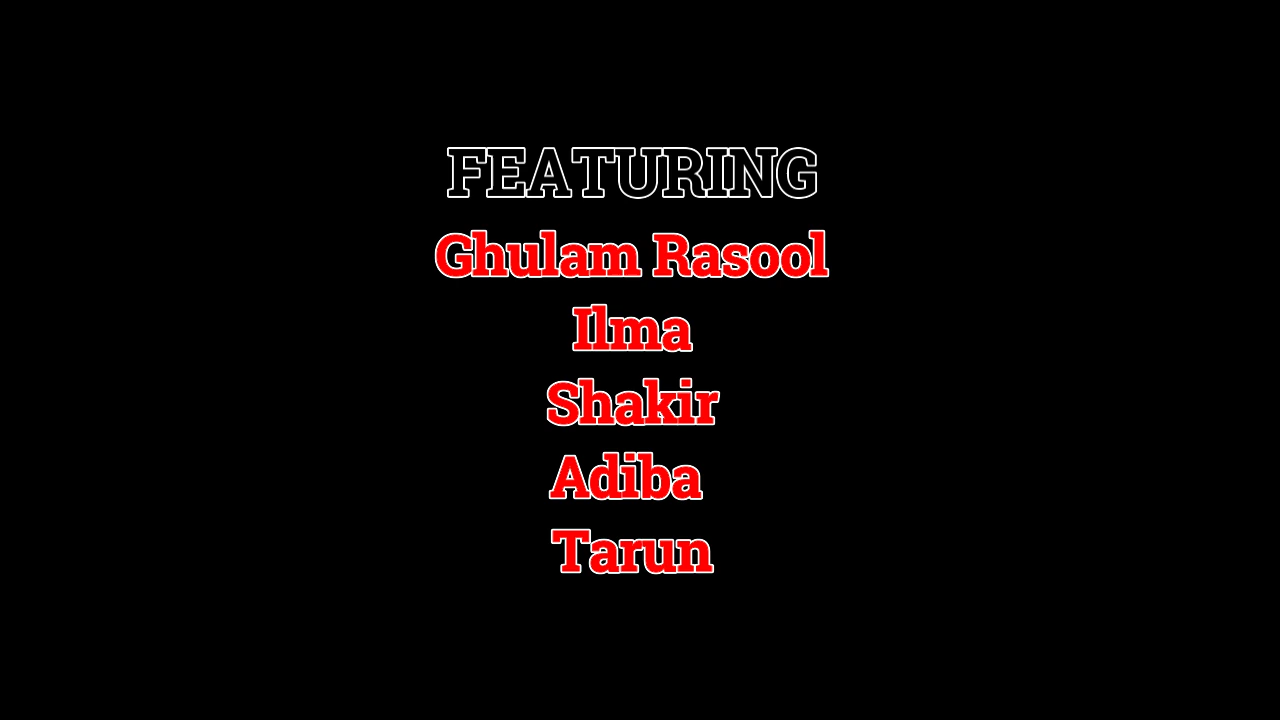 FEATURING
Ghulam Rasool
Ilma
Shakir
Adiba
Tarun